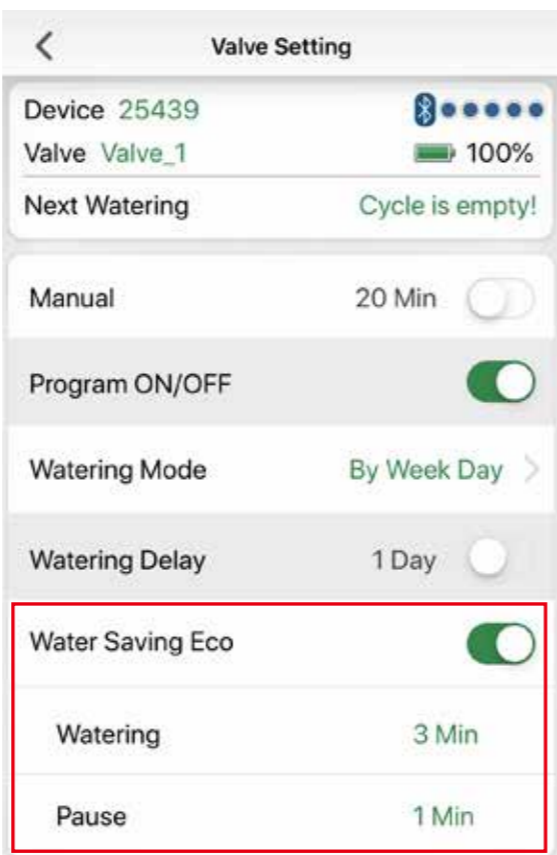 Valve Setting
Device 25439
Valve Valve_1 100%
Next Watering Cycle is empty!
Manual 20 Min
Program ON/OFF
Watering Mode By Week Day
Watering Delay 1 Day
Water Saving Eco
Watering 3 Min
Pause 1 Min